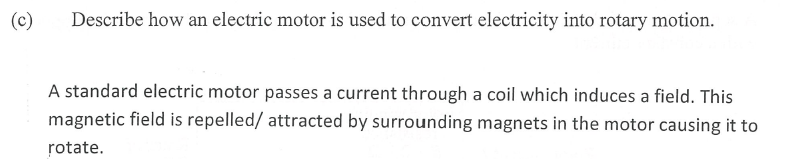 (c) Describe how an electric motor is used to convert electricity into rotary motion.
A standard electric motor passes a current through a coil which induces a field. This
magnetic field is repelled/ attracted by surrounding magnets in the motor causing it to
rotate.